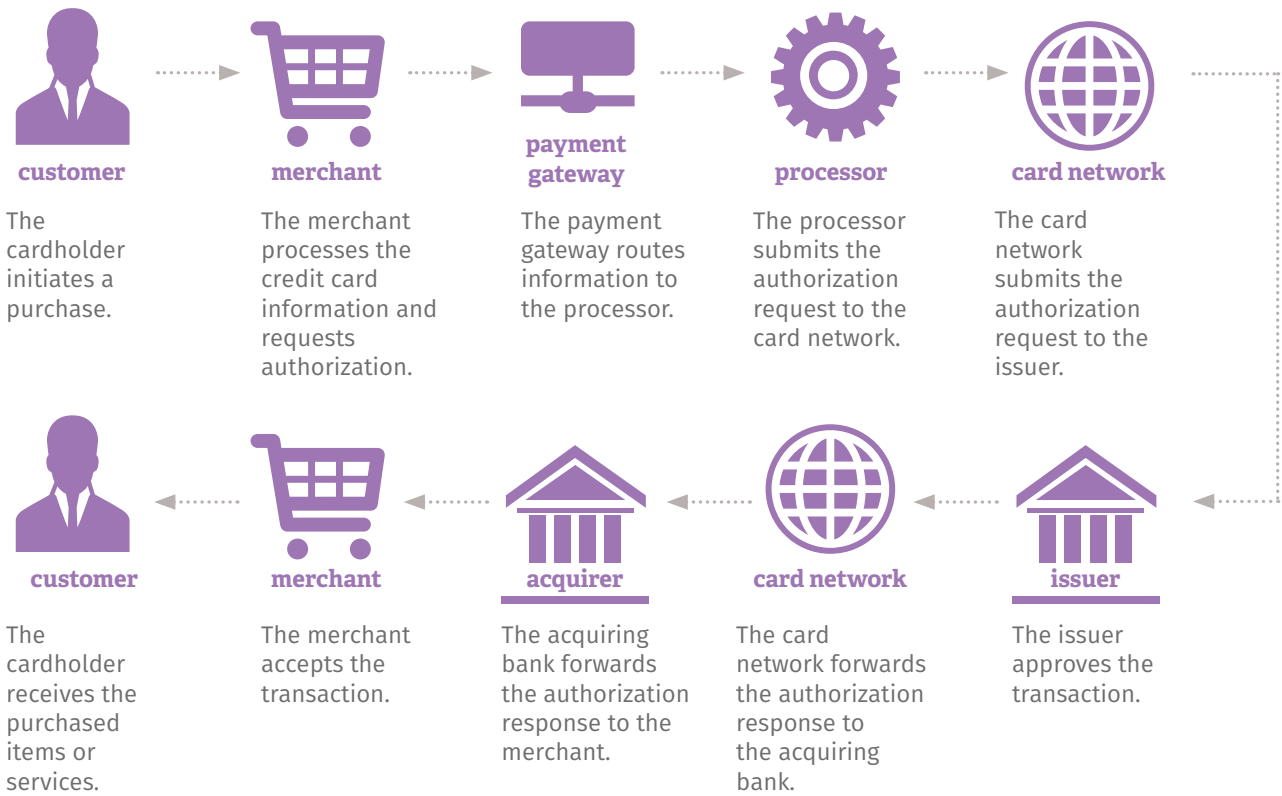 customer
The
cardholder
initiates a
purchase.
merchant
The merchant
processes the
credit card
information and
requests
authorization.
payment
gateway
The payment
gateway routes
information to
the processor.
processor
The processor
submits the
authorization
request to the
card network.
card network
The card
network
submits the
authorization
request to the
issuer.
customer
The
cardholder
receives the
purchased
items or
services.
merchant
The merchant
accepts the
transaction.
acquirer
The acquiring
bank forwards
the authorization
response to the
merchant.
card network
The card
network forwards
the authorization
response to
the acquiring
bank.
issuer
The issuer
approves the
transaction.